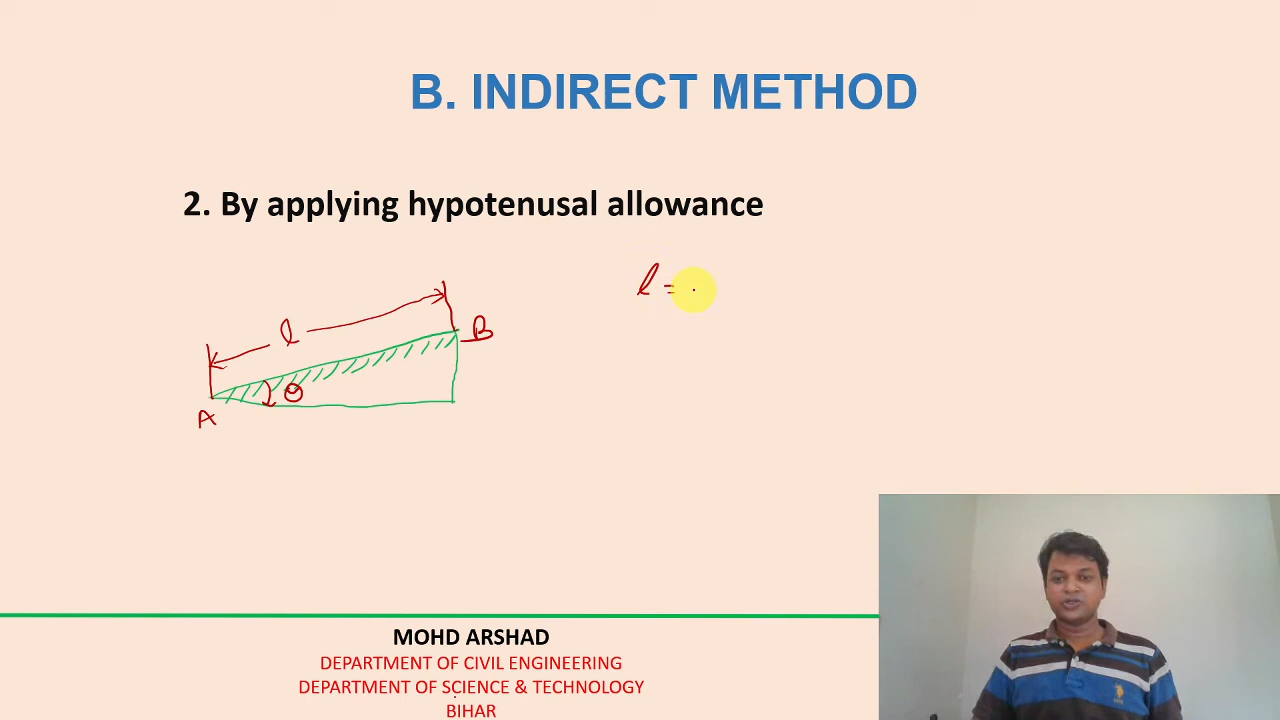 B. INDIRECT METHOD
2. By applying hypotenusal allowance
l =
l
B
θ
A
MOHD ARSHAD
DEPARTMENT OF CIVIL ENGINEERING
DEPARTMENT OF SCIENCE & TECHNOLOGY
BIHAR